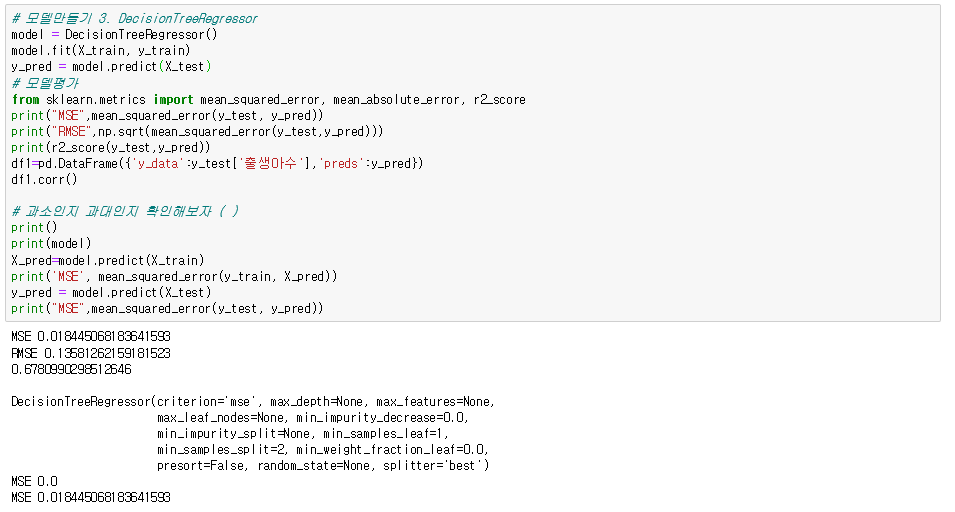 # 모델만들기 3. DecisionTreeRegressor
model = DecisionTreeRegressor()
model.fit(X_train, y_train)
y_pred = model.predict(X_test)
# 모델평가
from sklearn.metrics import mean_squared_error, mean_absolute_error, r2_score
print("MSE",mean_squared_error(y_test, y_pred))
print("RMSE",np.sqrt(mean_squared_error(y_test,y_pred)))
print(r2_score(y_test,y_pred))
df1=pd.DataFrame({'y_data':y_test['출생아수'],'preds':y_pred})
df1.corr()
# 과소인지 과대인지 확인해보자 ( )
print()
print(model)
X_pred=model.predict(X_train)
print('MSE', mean_squared_error(y_train, X_pred))
y_pred = model.predict(X_test)
print("MSE",mean_squared_error(y_test, y_pred))
MSE 0.018445068183641593
RMSE 0.13581262159181523
0.6780990298512646
DecisionTreeRegressor(criterion='mse', max_depth=None, max_features=None,
max_leaf_nodes=None, min_impurity_decrease=0.0,
min_impurity_split=None, min_samples_leaf=1,
min_samples_split=2, min_weight_fraction_leaf=0.0,
presort=False, random_state=None, splitter='best')
MSE 0.0
MSE 0.018445068183641593